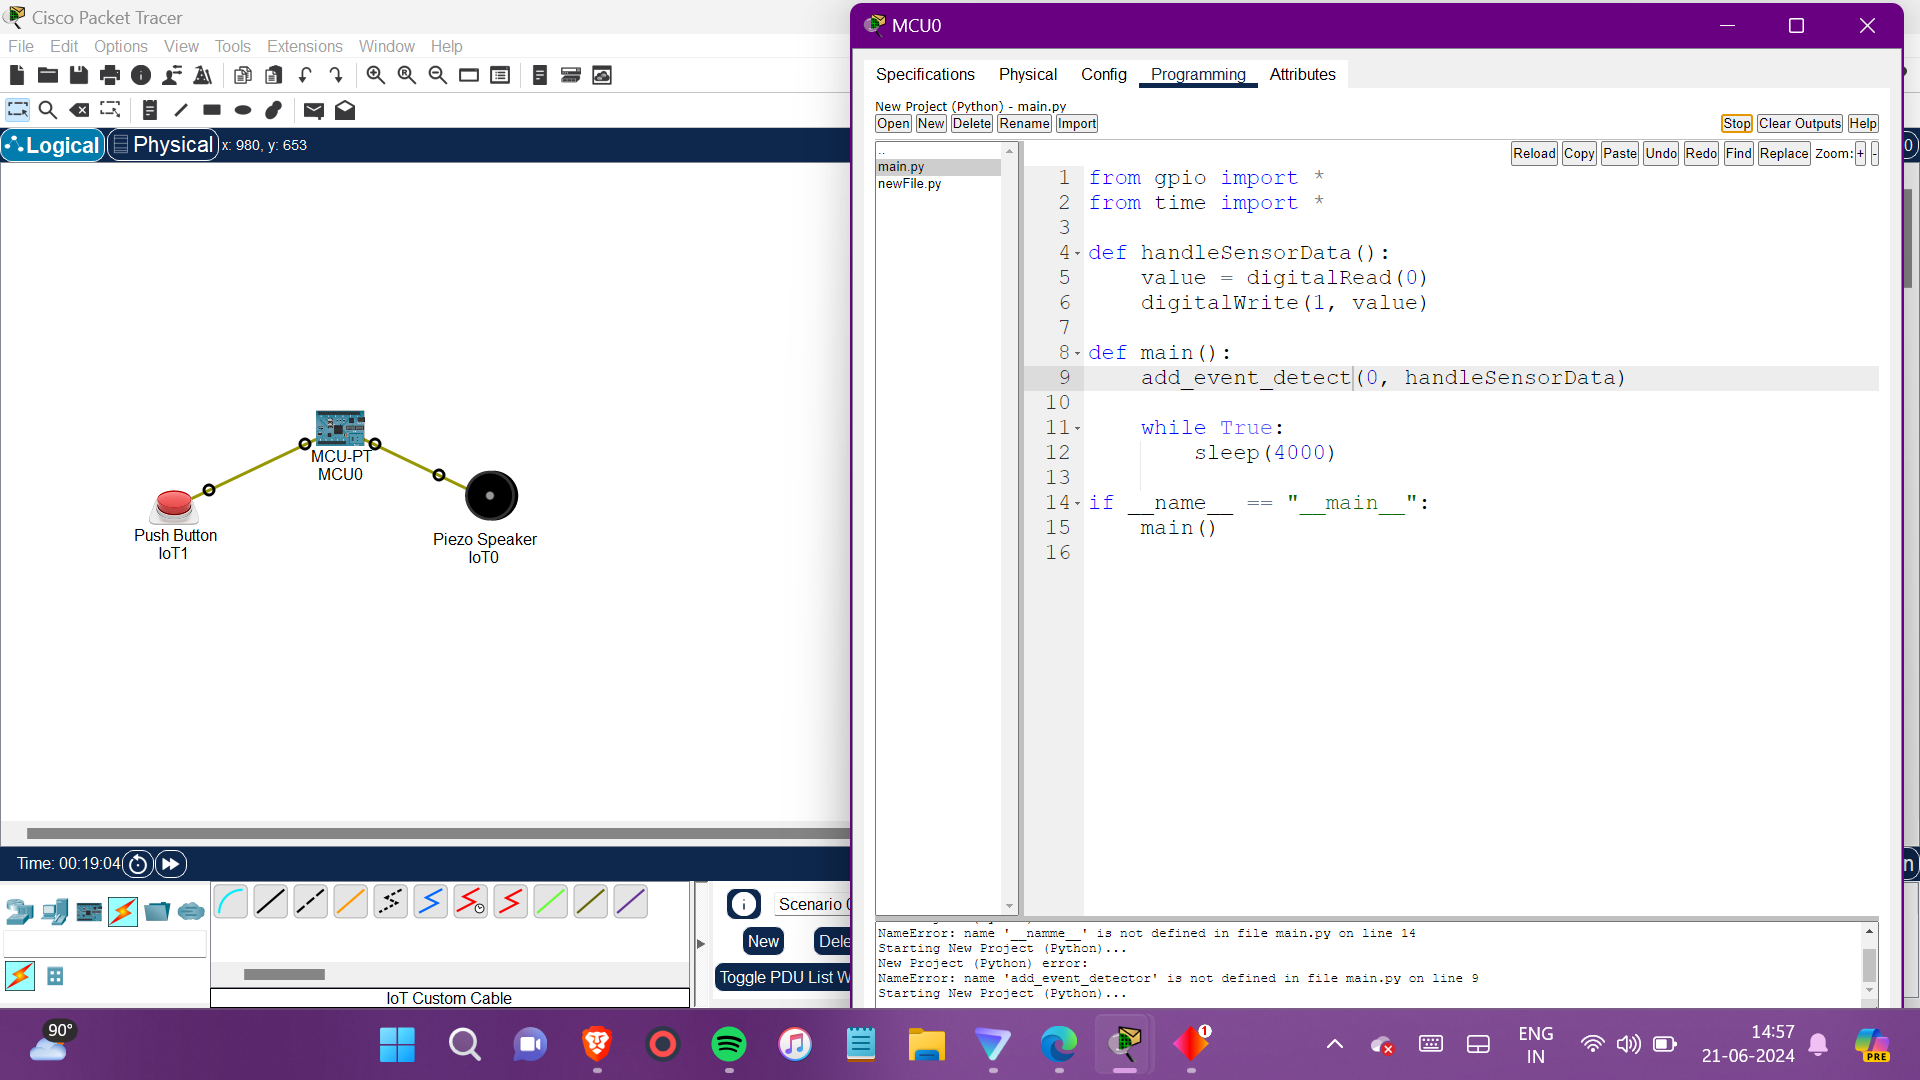 Cisco Packet Tracer
File Edit Options View Tools Extensions Window Help
Logical Physical x: 980, y: 653
MCU-PT
MCU0
Push Button
IoT1
Piezo Speaker
IoT0
Time: 00:19:04
Scenario 0
New Dele
Toggle PDU List W
IoT Custom Cable
MCU0
Specifications Physical Config Programming Attributes
New Project (Python) - main.py
Open New Delete Rename Import Stop Clear Outputs Help
Reload Copy Paste Undo Redo Find Replace Zoom: + -
..
main.py
newFile.py
1 from gpio import *
2 from time import *
3
4 def handleSensorData():
5 value = digitalRead(0)
6 digitalWrite(1, value)
7
8 def main():
9 add_event_detect(0, handleSensorData)
10
11 while True:
12 sleep(4000)
13
14 if __name__ == "__main__":
15 main()
16
NameError: name '__namme__' is not defined in file main.py on line 14
Starting New Project (Python)...
New Project (Python) error:
NameError: name 'add_event_detector' is not defined in file main.py on line 9
Starting New Project (Python)...
0
n
90°
1
ENG
IN
14:57
21-06-2024
PRE